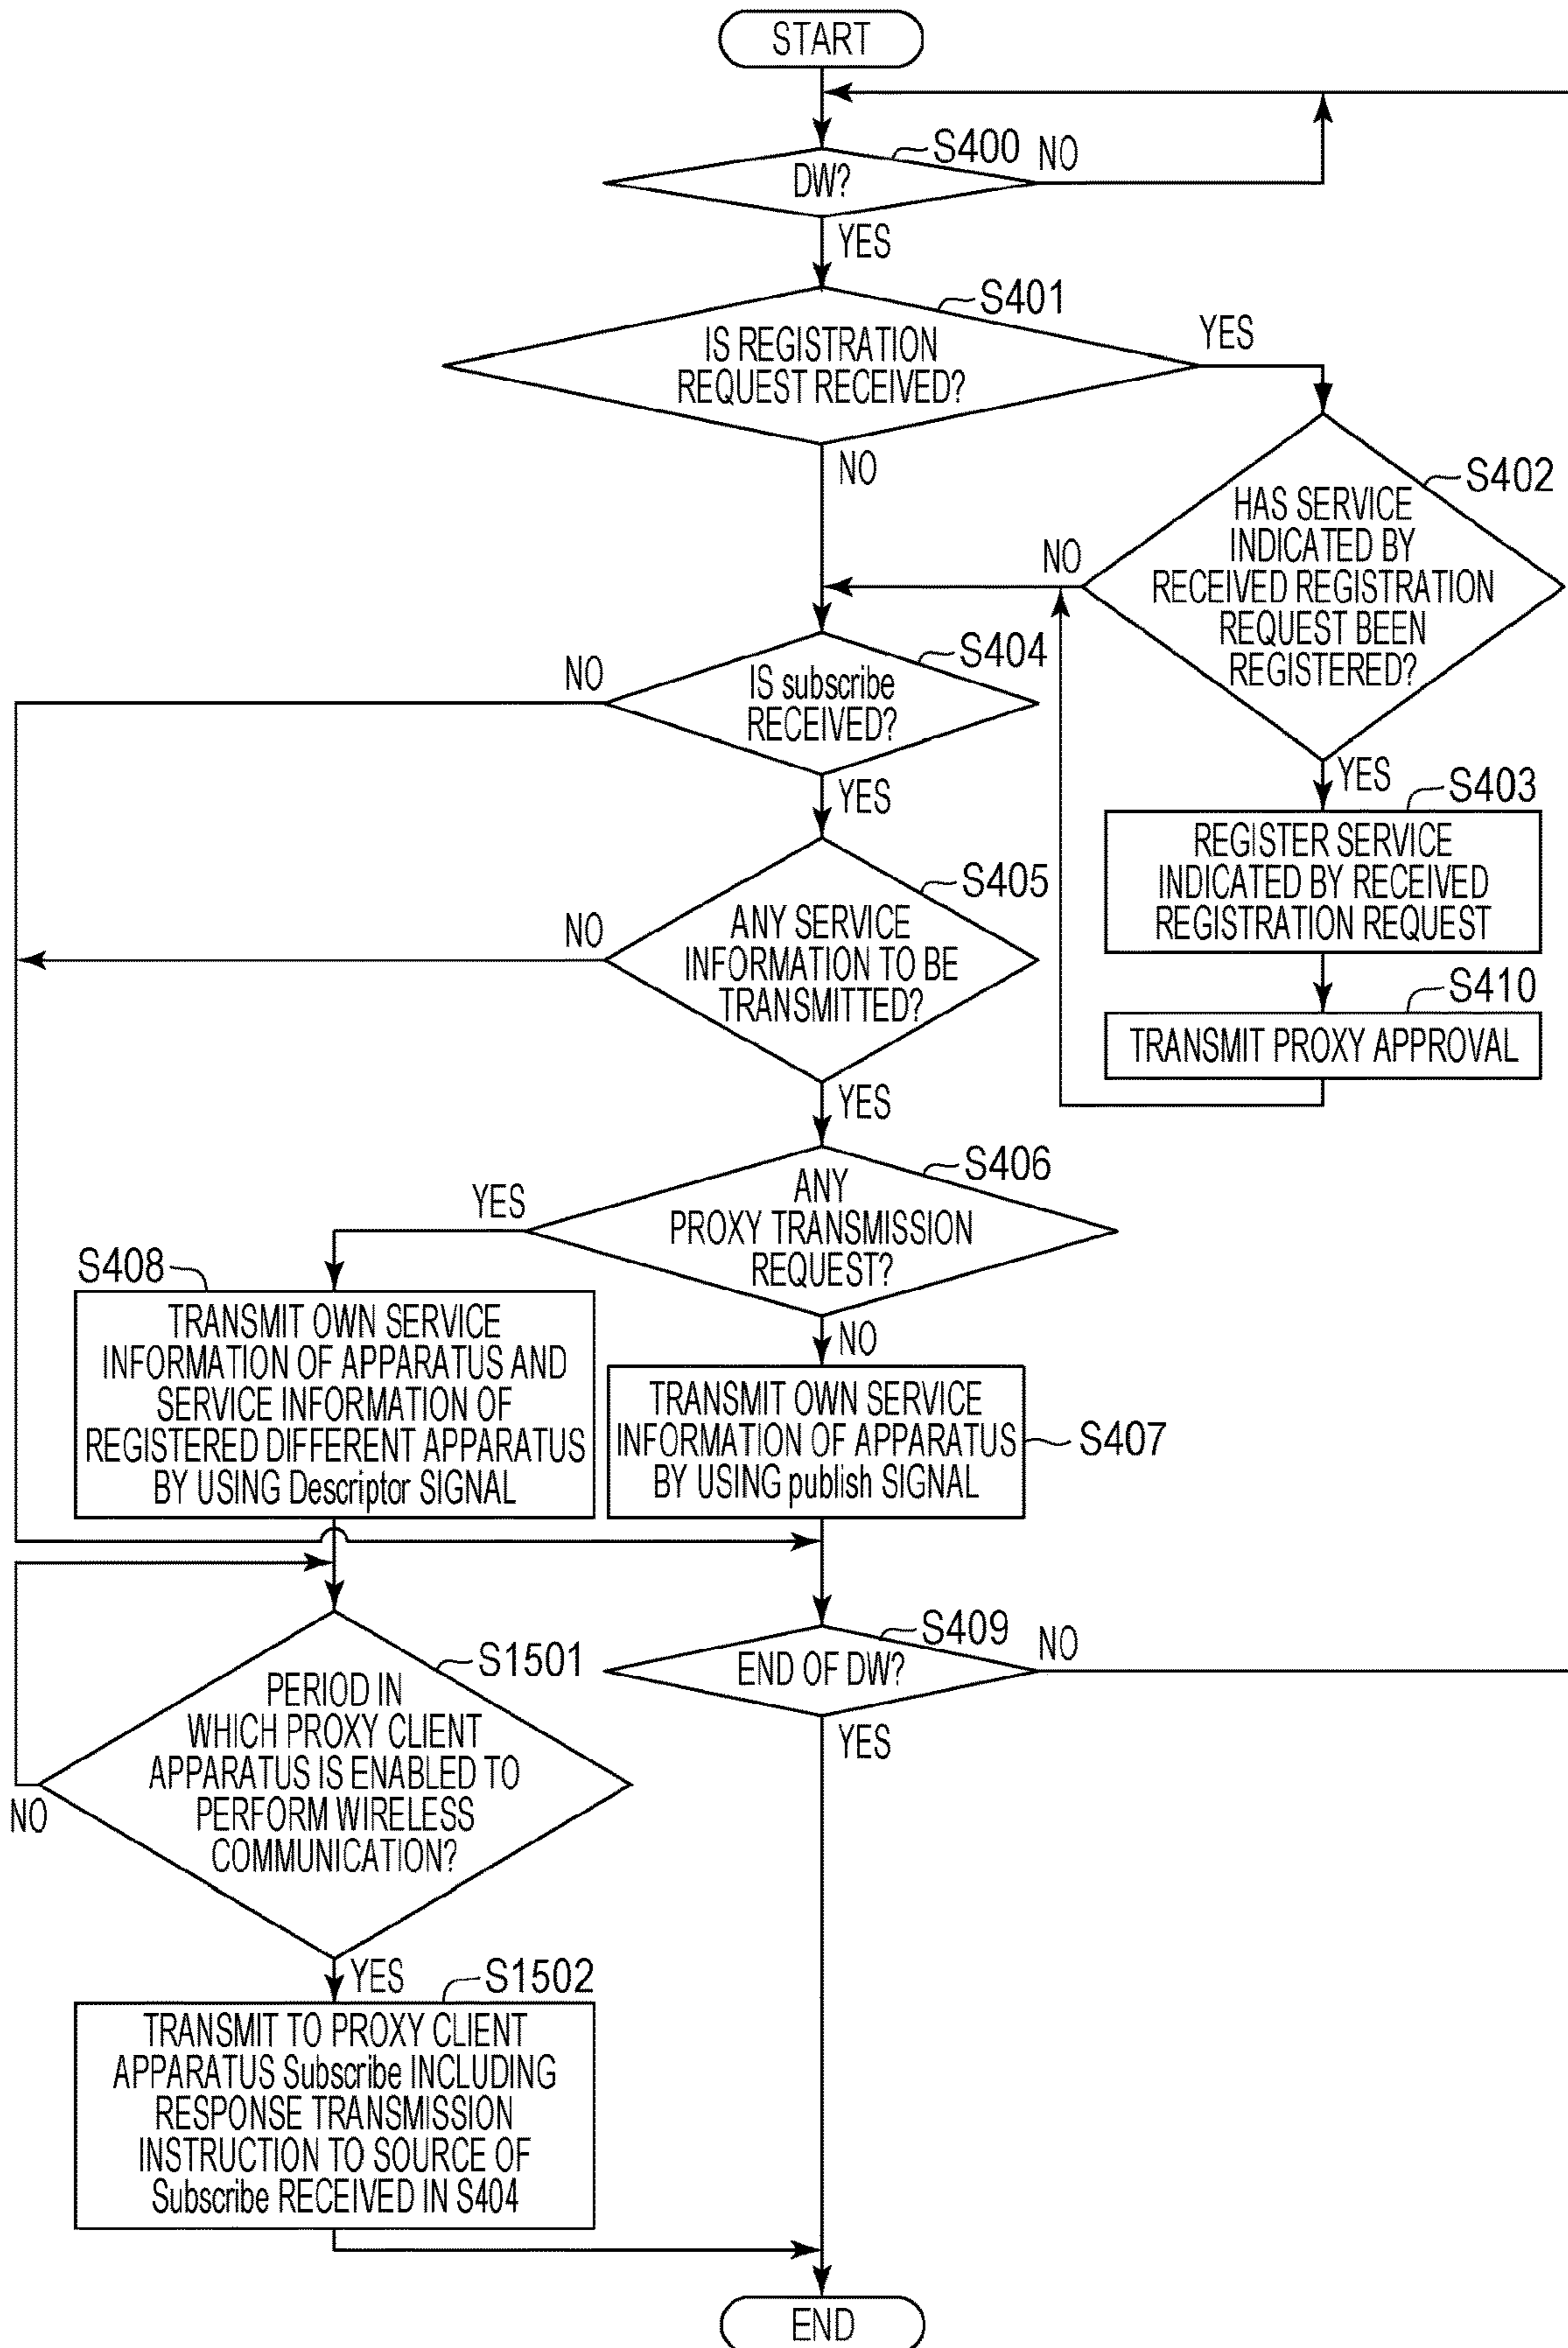 START
S400
NO
DW?
YES
S401
YES
IS REGISTRATION
REQUEST RECEIVED?
NO
S402
HAS SERVICE
INDICATED BY
RECEIVED REGISTRATION
REQUEST BEEN
REGISTERED?
NO
YES
S403
REGISTER SERVICE
INDICATED BY RECEIVED
REGISTRATION REQUEST
S410
TRANSMIT PROXY APPROVAL
S404
NO
IS subscribe
RECEIVED?
YES
S405
NO
ANY SERVICE
INFORMATION TO BE
TRANSMITTED?
YES
S406
YES
ANY
PROXY TRANSMISSION
REQUEST?
NO
S408
TRANSMIT OWN SERVICE
INFORMATION OF APPARATUS AND
SERVICE INFORMATION OF
REGISTERED DIFFERENT APPARATUS
BY USING Descriptor SIGNAL
TRANSMIT OWN SERVICE
INFORMATION OF APPARATUS
BY USING publish SIGNAL
S407
S409
NO
END OF DW?
YES
S1501
PERIOD IN
WHICH PROXY CLIENT
APPARATUS IS ENABLED TO
PERFORM WIRELESS
COMMUNICATION?
NO
YES
S1502
TRANSMIT TO PROXY CLIENT
APPARATUS Subscribe INCLUDING
RESPONSE TRANSMISSION
INSTRUCTION TO SOURCE OF
Subscribe RECEIVED IN S404
END